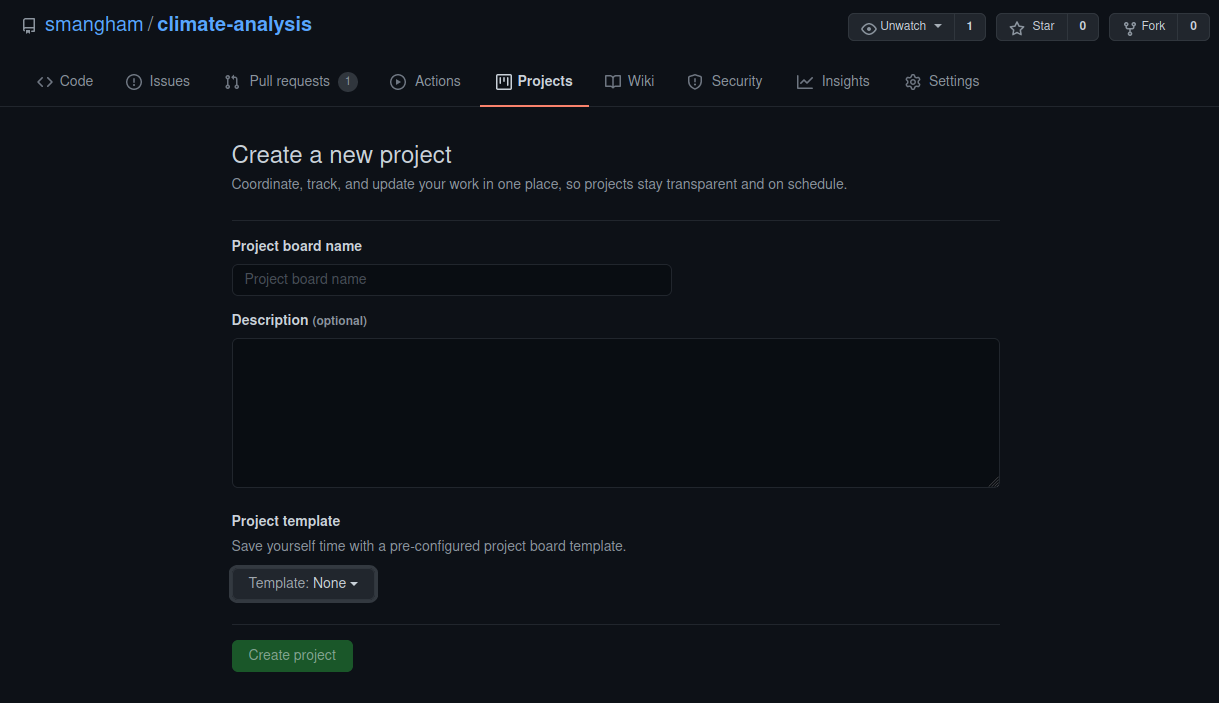 smangham / climate-analysis
Unwatch 1 Star 0 Fork 0
Code Issues Pull requests 1 Actions Projects Wiki Security Insights Settings
Create a new project
Coordinate, track, and update your work in one place, so projects stay transparent and on schedule.
Project board name
Project board name
Description (optional)
Project template
Save yourself time with a pre-configured project board template.
Template: None
Create project